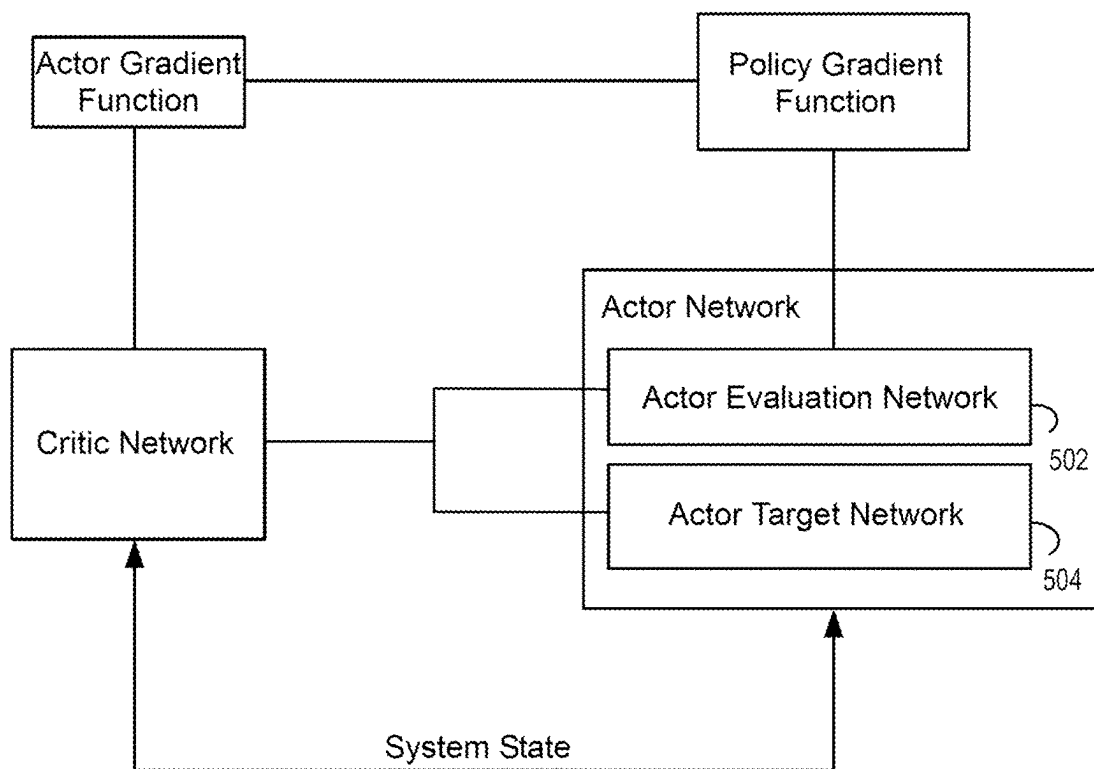 Actor Gradient
Function
Policy Gradient
Function
Actor Network
Actor Evaluation Network
502
Critic Network
Actor Target Network
504
System State